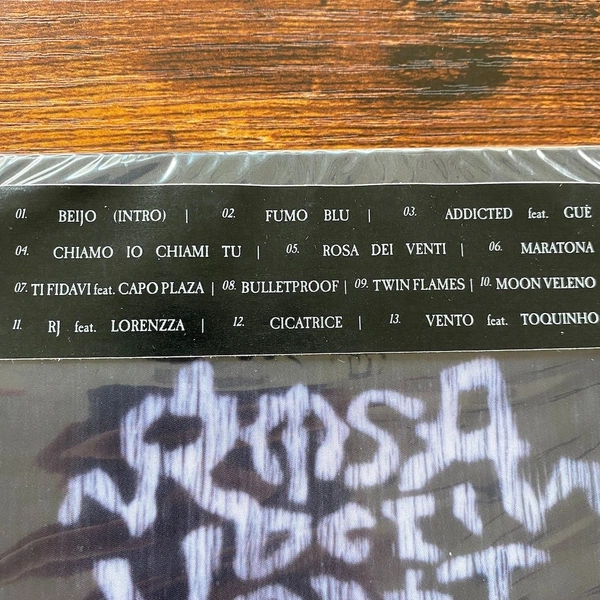 01. BEIJO (INTRO) | 02. FUMO BLU | 03. ADDICTED feat. GUÈ
04. CHIAMO IO CHIAMI TU | 05. ROSA DEI VENTI | 06. MARATONA
07. TI FIDAVI feat. CAPO PLAZA | 08. BULLETPROOF | 09. TWIN FLAMES | 10. MOON VELENO
11. RJ feat. LORENZZA | 12. CICATRICE | 13. VENTO feat. TOQUINHO